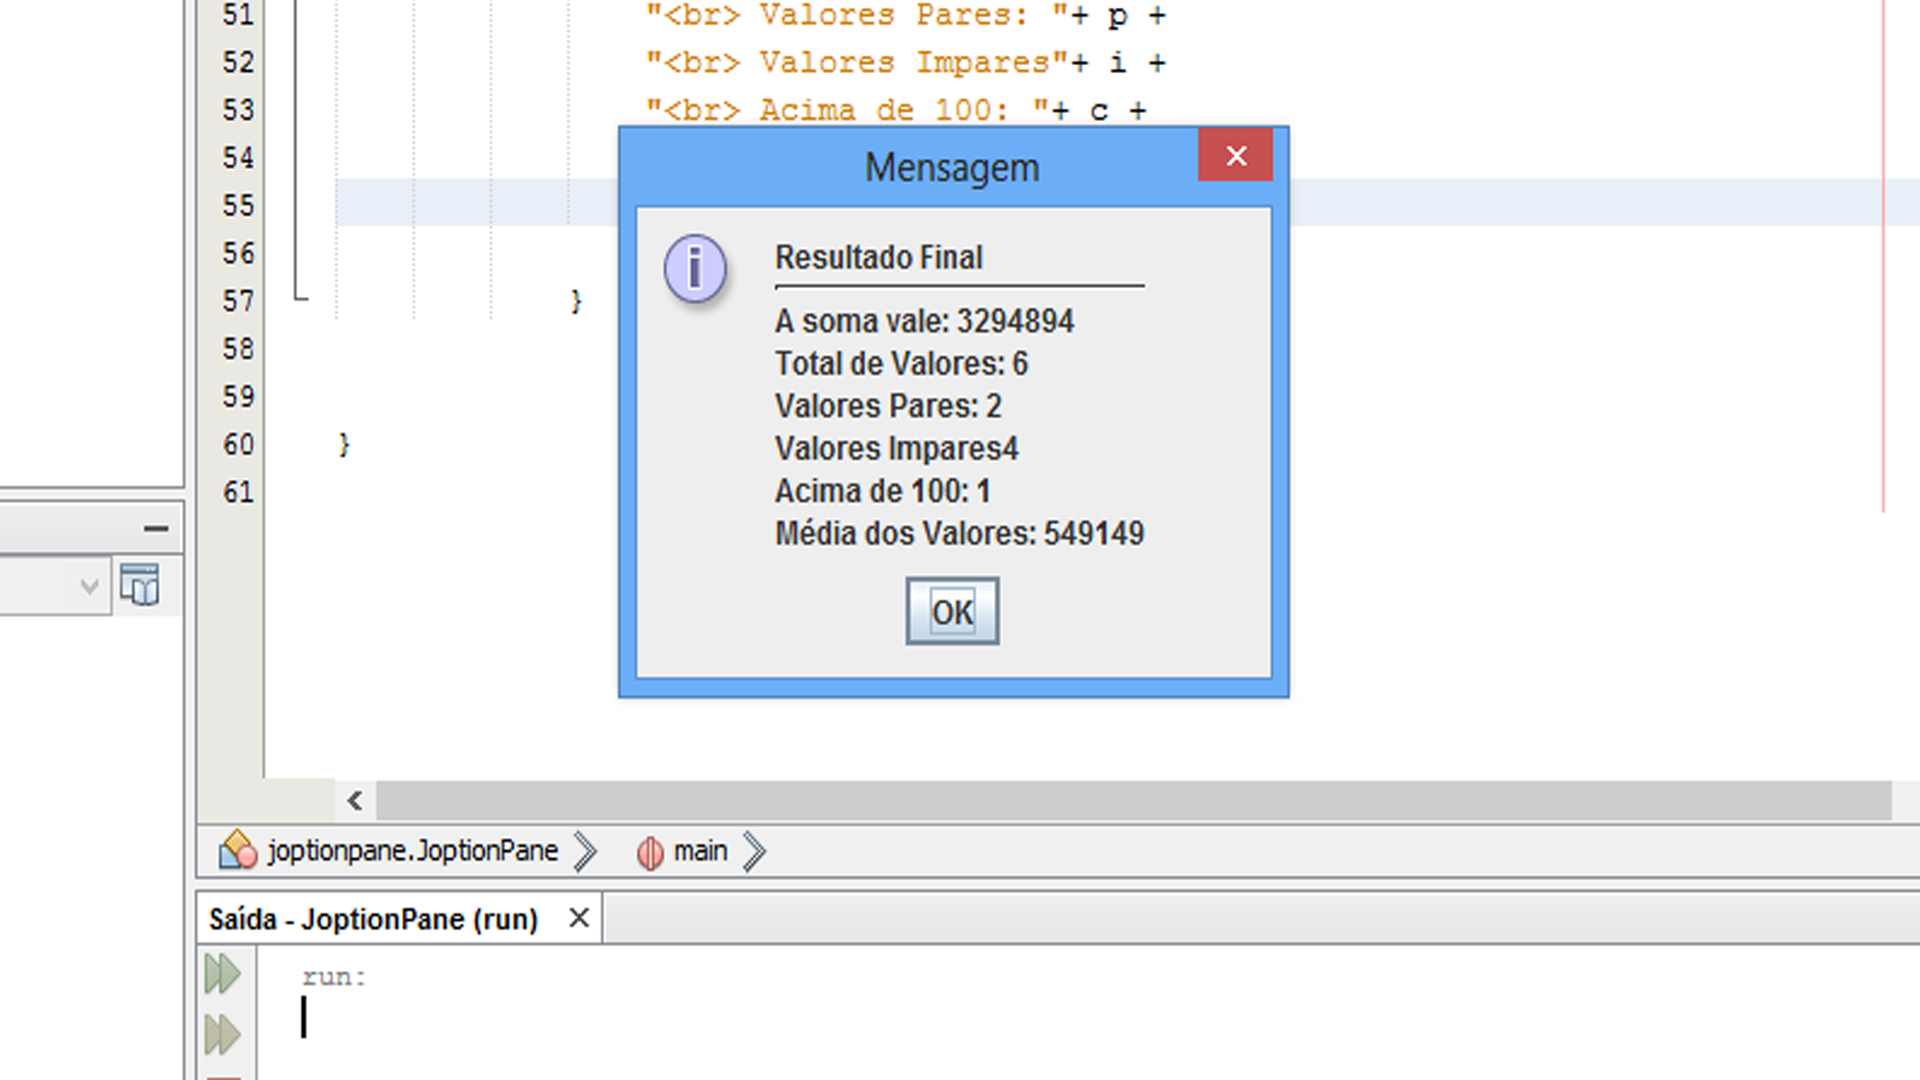 51 "<br> Valores Pares: "+ p +
52 "<br> Valores Impares"+ i +
53 "<br> Acima de 100: "+ c +
54
55
56
57 }
58
59
60 }
61
Mensagem
Resultado Final
A soma vale: 3294894
Total de Valores: 6
Valores Pares: 2
Valores Impares4
Acima de 100: 1
Média dos Valores: 549149
OK
joptionpane.JoptionPane main
Saída - JoptionPane (run)
run: